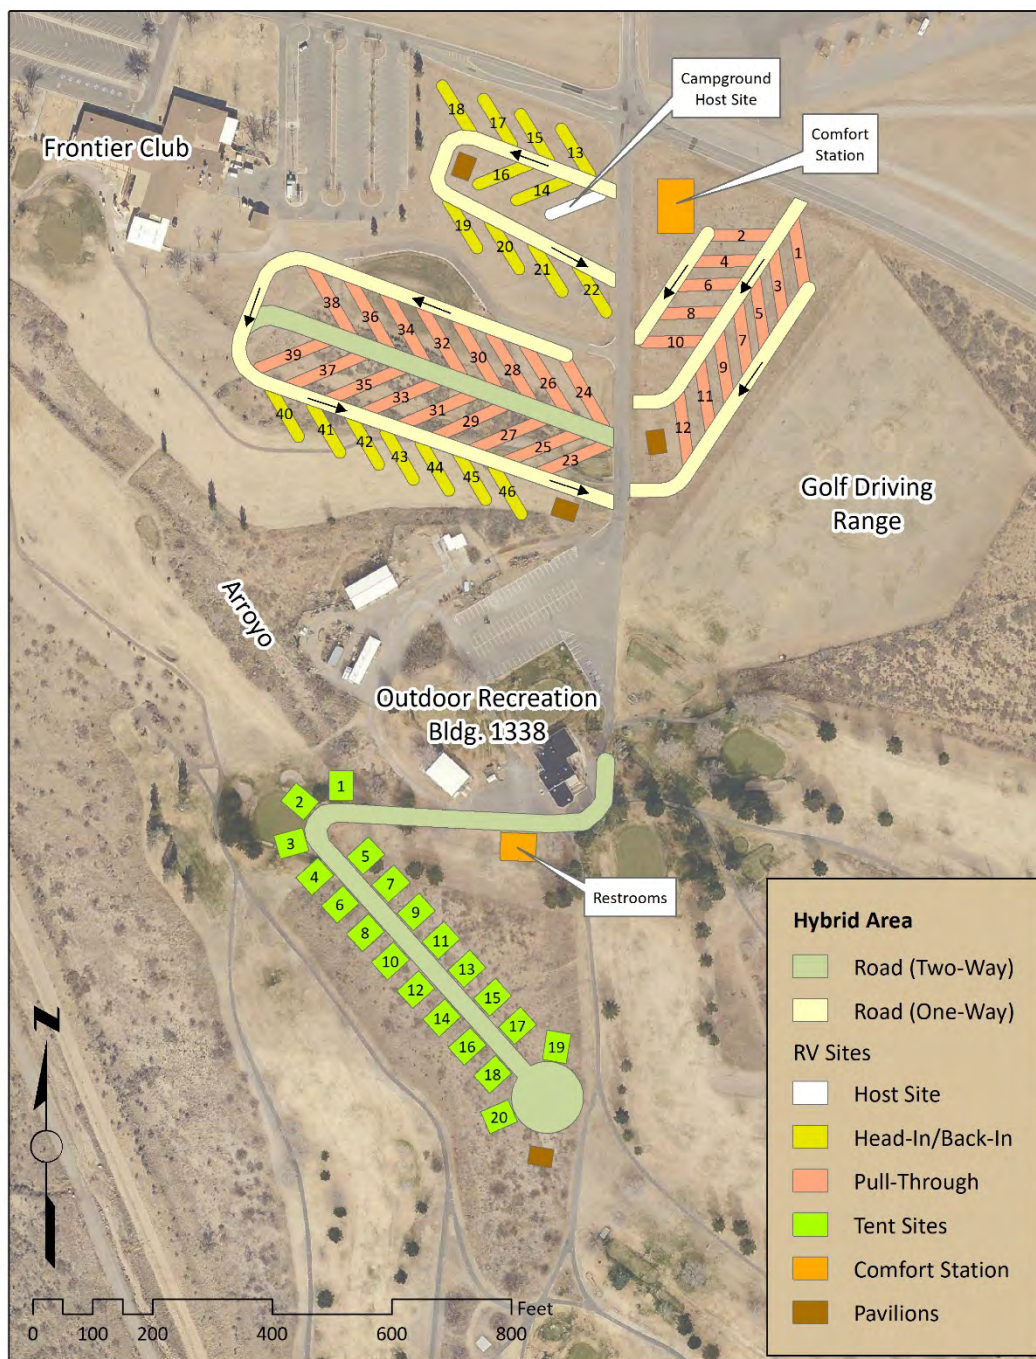 Campground
Host Site
Comfort
Station
Frontier Club
18
17
15
13
16
14
19
20
21
22
2
1
4
3
6
5
8
7
10
9
11
12
38
36
34
32
30
28
26
24
39
37
35
33
31
29
27
25
23
40
41
42
43
44
45
46
Golf Driving
Range
Arroyo
Outdoor Recreation
Bldg. 1338
1
2
3
4
5
6
7
8
9
10
11
12
13
14
15
16
17
18
19
20
Restrooms
N
Hybrid Area
Road (Two-Way)
Road (One-Way)
RV Sites
Host Site
Head-In/Back-In
Pull-Through
Tent Sites
Comfort Station
Pavilions
Feet
0 100 200 400 600 800